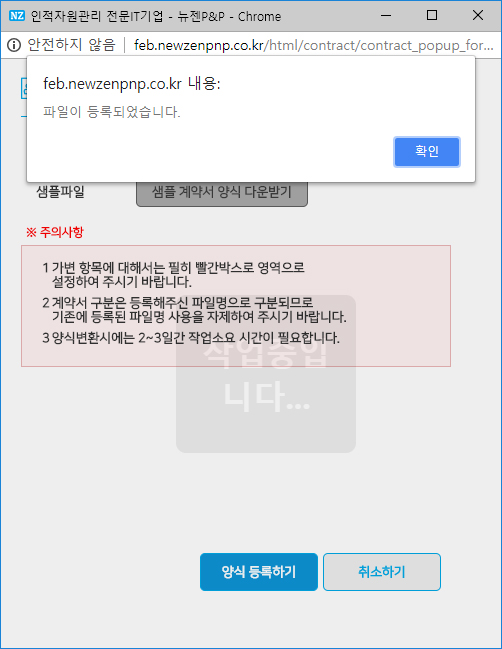 NZ 인적자원관리 전문IT기업 - 뉴젠P&P - Chrome
안전하지 않음 | feb.newzenpnp.co.kr/html/contract/contract_popup_for...
feb.newzenpnp.co.kr 내용:
파일이 등록되었습니다.
확인
샘플파일 샘플 계약서 양식 다운받기
※ 주의사항
1 가변 항목에 대해서는 필히 빨간박스로 영역으로
설정하여 주시기 바랍니다.
2 계약서 구분은 등록해주신 파일명으로 구분되므로
기존에 등록된 파일명 사용을 자제하여 주시기 바랍니다.
3 양식변환시에는 2~3일간 작업소요 시간이 필요합니다.
작업중입
니다...
양식 등록하기 취소하기